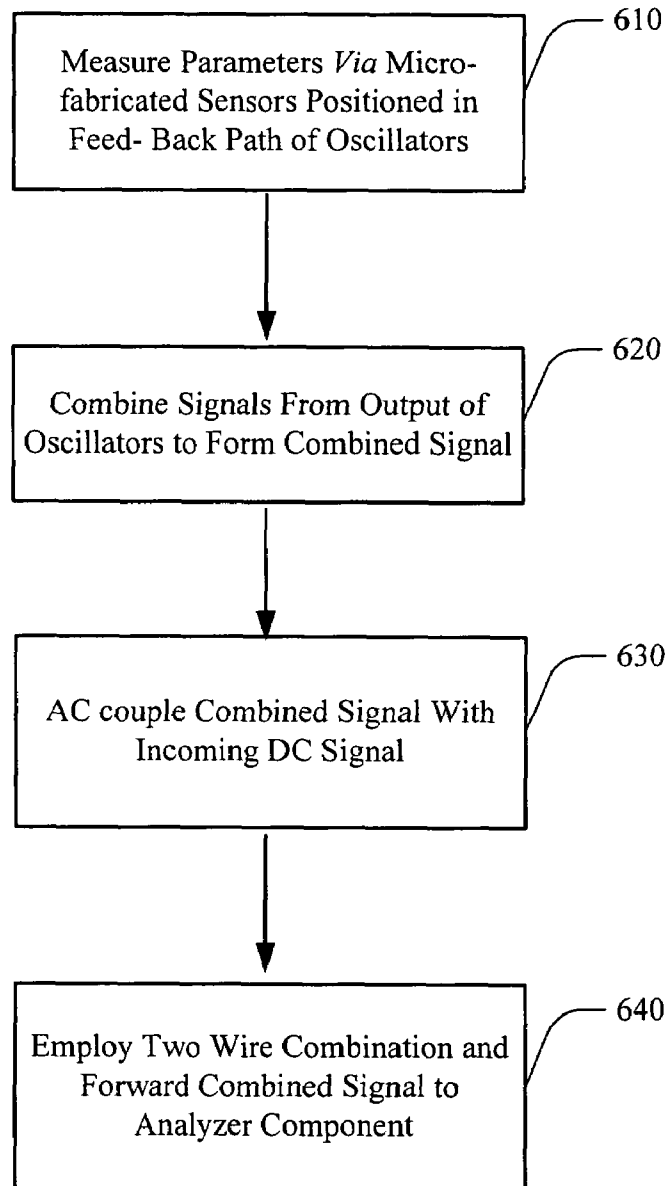 610
Measure Parameters Via Micro-
fabricated Sensors Positioned in
Feed- Back Path of Oscillators
620
Combine Signals From Output of
Oscillators to Form Combined Signal
630
AC couple Combined Signal With
Incoming DC Signal
640
Employ Two Wire Combination and
Forward Combined Signal to
Analyzer Component